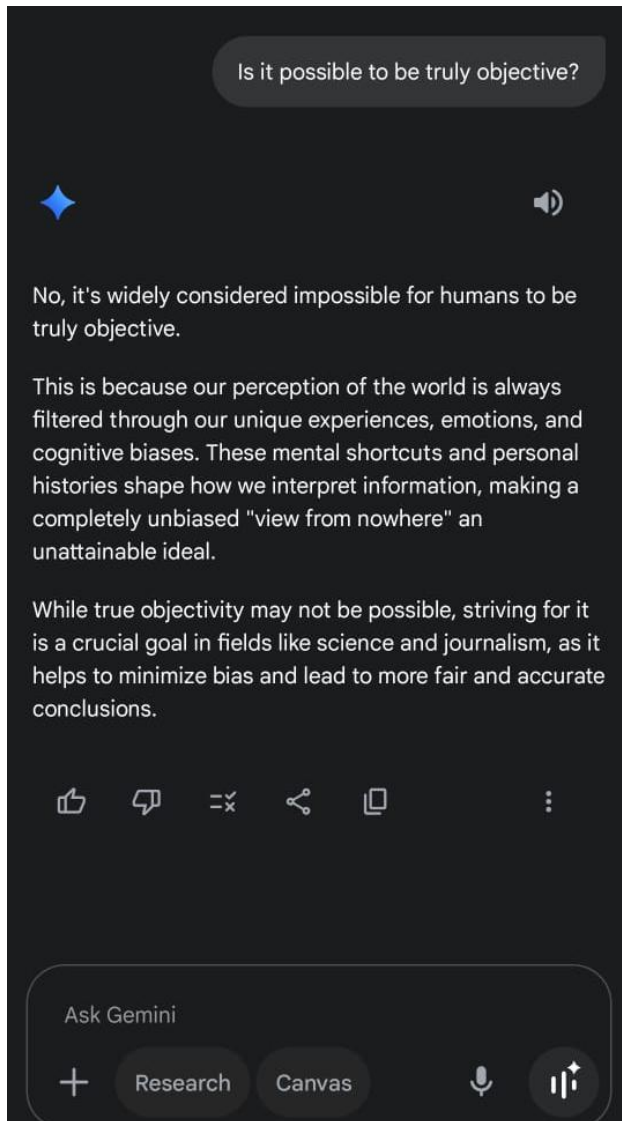 Is it possible to be truly objective?
No, it's widely considered impossible for humans to be
truly objective.
This is because our perception of the world is always
filtered through our unique experiences, emotions, and
cognitive biases. These mental shortcuts and personal
histories shape how we interpret information, making a
completely unbiased "view from nowhere" an
unattainable ideal.
While true objectivity may not be possible, striving for it
is a crucial goal in fields like science and journalism, as it
helps to minimize bias and lead to more fair and accurate
conclusions.
Ask Gemini
Research Canvas